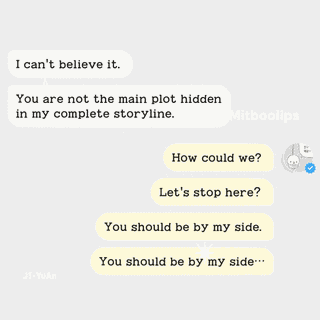 I can't believe it.
You are not the main plot hidden
in my complete storyline.
Mitboolips
How could we?
Let's stop here?
You should be by my side.
You should be by my side…